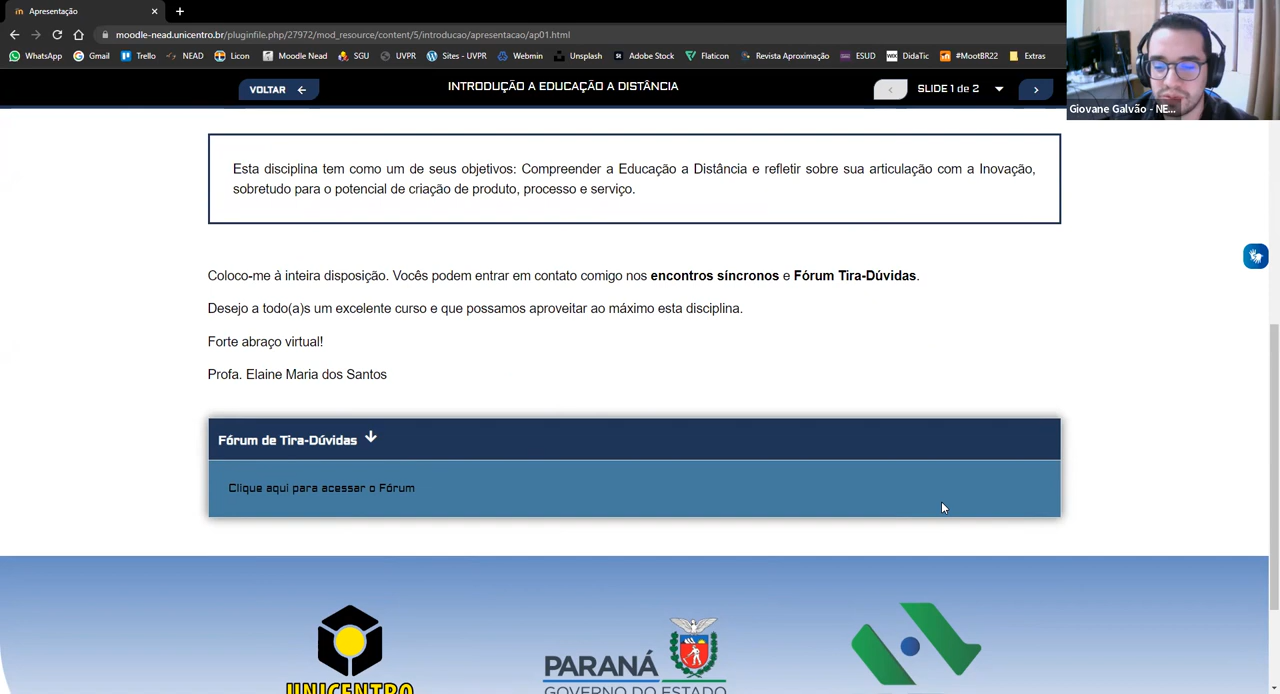 Apresentação
moodle-nead.unicentro.br/pluginfile.php/27972/mod_resource/content/5/introducao/apresentacao/ap01.html
WhatsApp Gmail Trello NEAD Licon Moodle Nead SGU UVPR Sites - UVPR Webmin Unsplash Adobe Stock Flaticon Revista Aproximação ESUD DidaTic #MootBR22 Extras
Giovane Galvão - NE...
VOLTAR INTRODUÇÃO A EDUCAÇÃO A DISTÂNCIA SLIDE 1 de 2
Esta disciplina tem como um de seus objetivos: Compreender a Educação a Distância e refletir sobre sua articulação com a Inovação,
sobretudo para o potencial de criação de produto, processo e serviço.
Coloco-me à inteira disposição. Vocês podem entrar em contato comigo nos encontros síncronos e Fórum Tira-Dúvidas.
Desejo a todo(a)s um excelente curso e que possamos aproveitar ao máximo esta disciplina.
Forte abraço virtual!
Profa. Elaine Maria dos Santos
Fórum de Tira-Dúvidas
Clique aqui para acessar o Fórum
UNICENTRO
PARANÁ
GOVERNO DO ESTADO